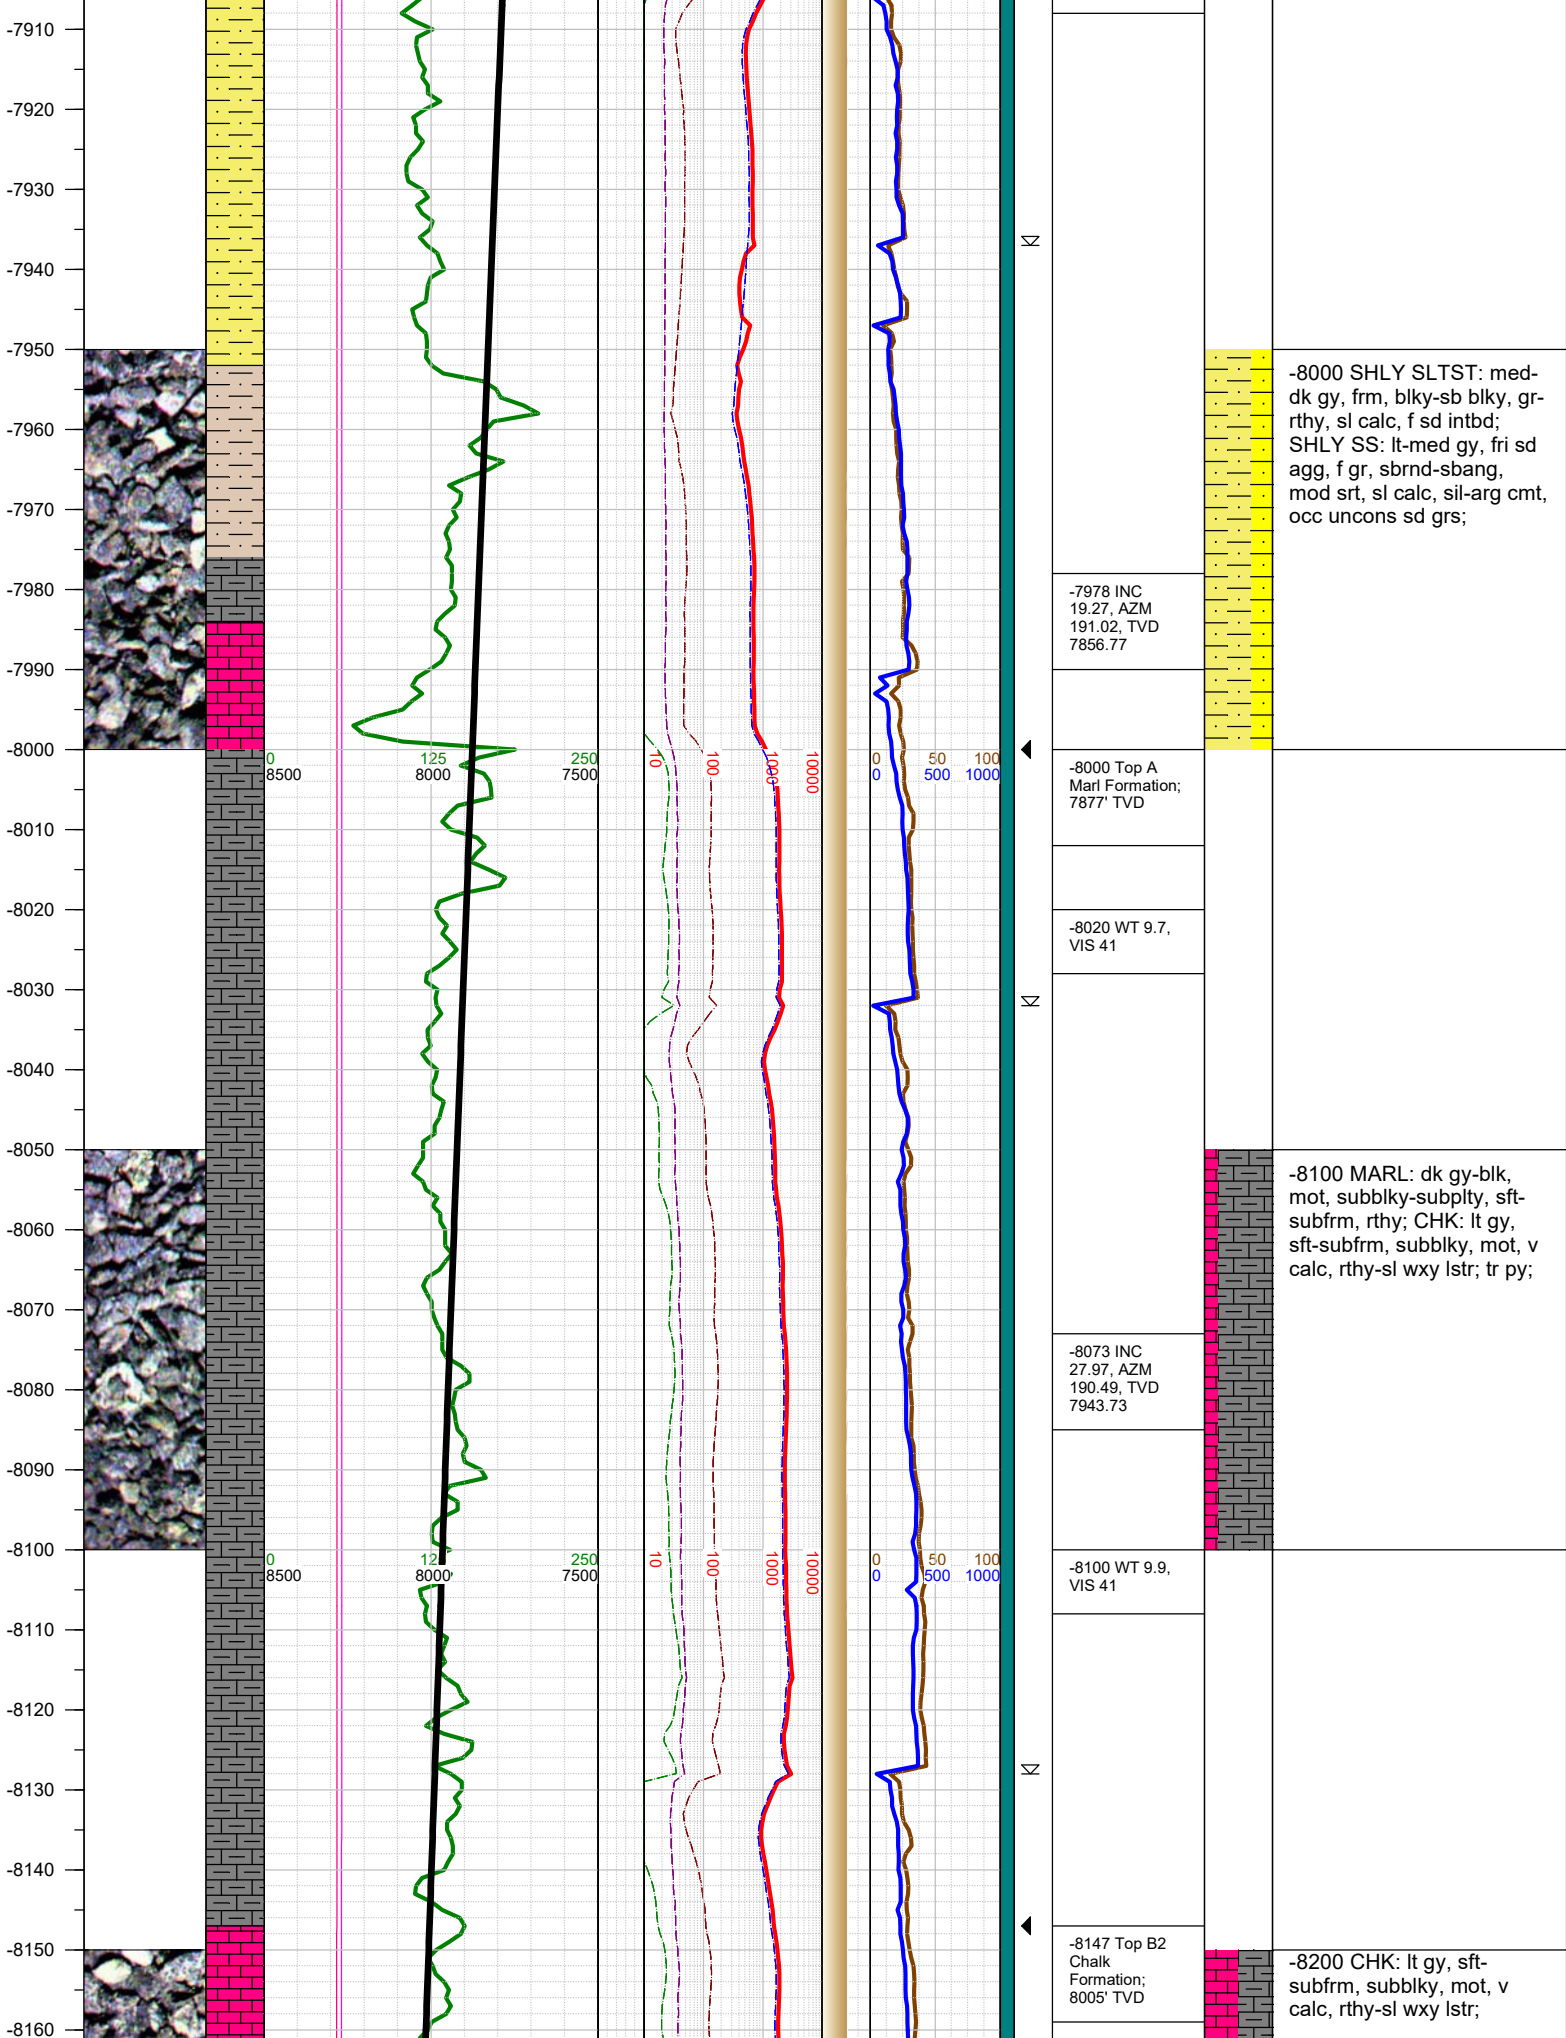 -7910
-7920
-7930
-7940
-7950
-7960
-7970
-7980
-7990
-8000
-8010
-8020
-8030
-8040
-8050
-8060
-8070
-8080
-8090
-8100
-8110
-8120
-8130
-8140
-8150
-8160
0 125 250
8500 8000 7500
10 100 1000 10000
0 50 100
0 500 1000
0 125 250
8500 8000 7500
10 100 1000 10000
0 50 100
0 500 1000
-7978 INC
19.27, AZM
191.02, TVD
7856.77
-8000 Top A
Marl Formation;
7877' TVD
-8020 WT 9.7,
VIS 41
-8073 INC
27.97, AZM
190.49, TVD
7943.73
-8100 WT 9.9,
VIS 41
-8147 Top B2
Chalk
Formation;
8005' TVD
-8000 SHLY SLTST: med-
dk gy, frm, blky-sb blky, gr-
rthy, sl calc, f sd intbd;
SHLY SS: lt-med gy, fri sd
agg, f gr, sbrnd-sbang,
mod srt, sl calc, sil-arg cmt,
occ uncons sd grs;
-8100 MARL: dk gy-blk,
mot, subblky-subplty, sft-
subfrm, rthy; CHK: lt gy,
sft-subfrm, subblky, mot, v
calc, rthy-sl wxy lstr; tr py;
-8200 CHK: lt gy, sft-
subfrm, subblky, mot, v
calc, rthy-sl wxy lstr;